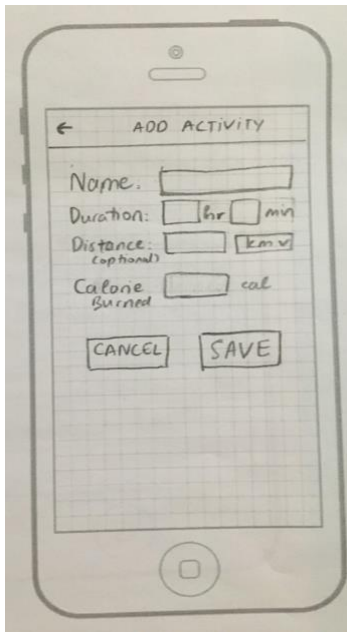 ← ADD ACTIVITY
Name:
Duration: hr min
Distance: km v
(optional)
Calorie cal
Burned
CANCEL SAVE